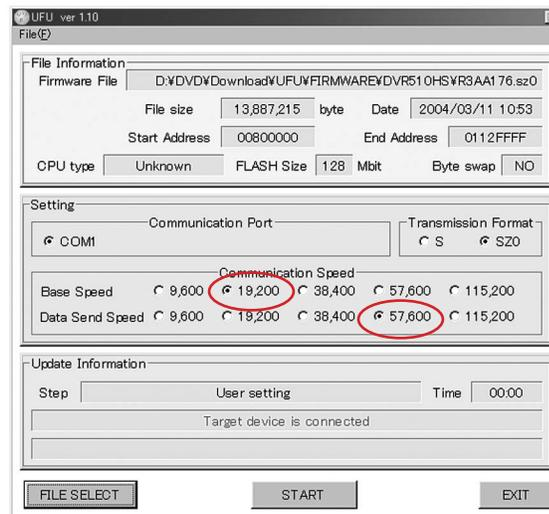 UFU ver 1.10
File(F)
File Information
Firmware File D:¥DVD¥Download¥UFU¥FIRMWARE¥DVR510HS¥R3AA176.sz0
File size 13,887,215 byte Date 2004/03/11 10:53
Start Address 00800000 End Address 0112FFFF
CPU type Unknown FLASH Size 128 Mbit Byte swap NO
Setting
Communication Port Transmission Format
COM1 S SZ0
Communication Speed
Base Speed 9,600 19,200 38,400 57,600 115,200
Data Send Speed 9,600 19,200 38,400 57,600 115,200
Update Information
Step User setting Time 00:00
Target device is connected
FILE SELECT START EXIT